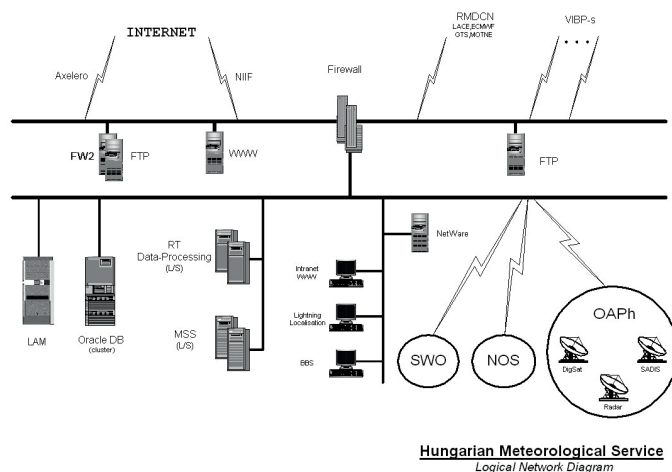 INTERNET
RMDCN
LACE,ECMWF
GTS,MOTNE
VIBP-s
. . .
Axelero
NIIF
Firewall
FW2
FTP
WWW
FTP
NetWare
RT
Data-Processing
(L/S)
Intranet
WWW
Lightning
Localisation
BBS
MSS
(L/S)
LAM
Oracle DB
(cluster)
SWO
NOS
OAPh
DigSat
SADIS
Radar
Hungarian Meteorological Service
Logical Network Diagram